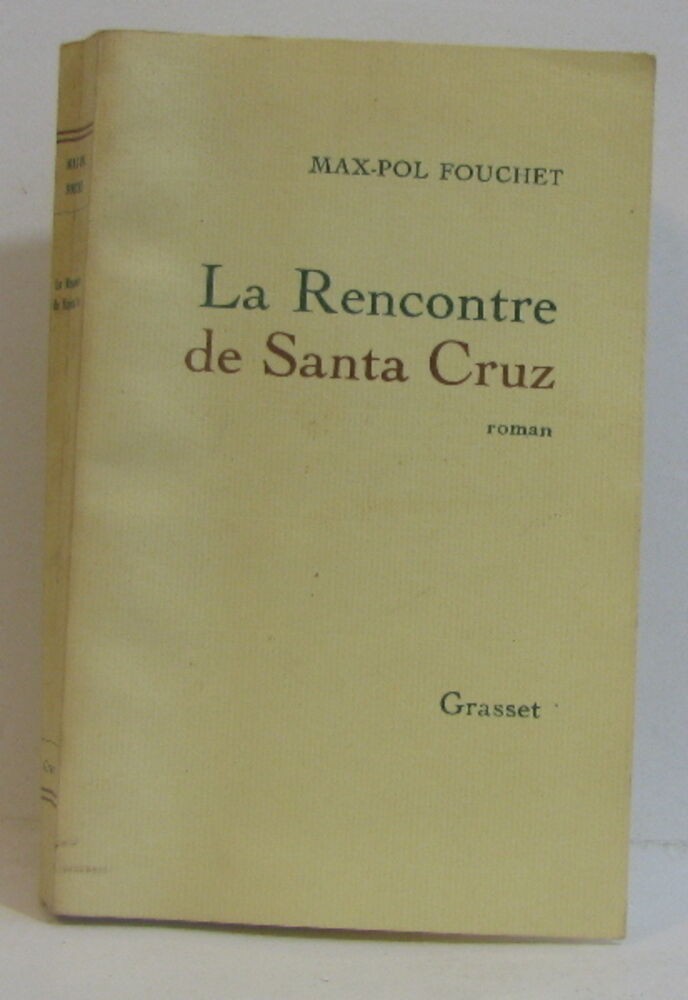 MAX-POL FOUCHET
La Rencontre
de Santa Cruz
roman
Grasset